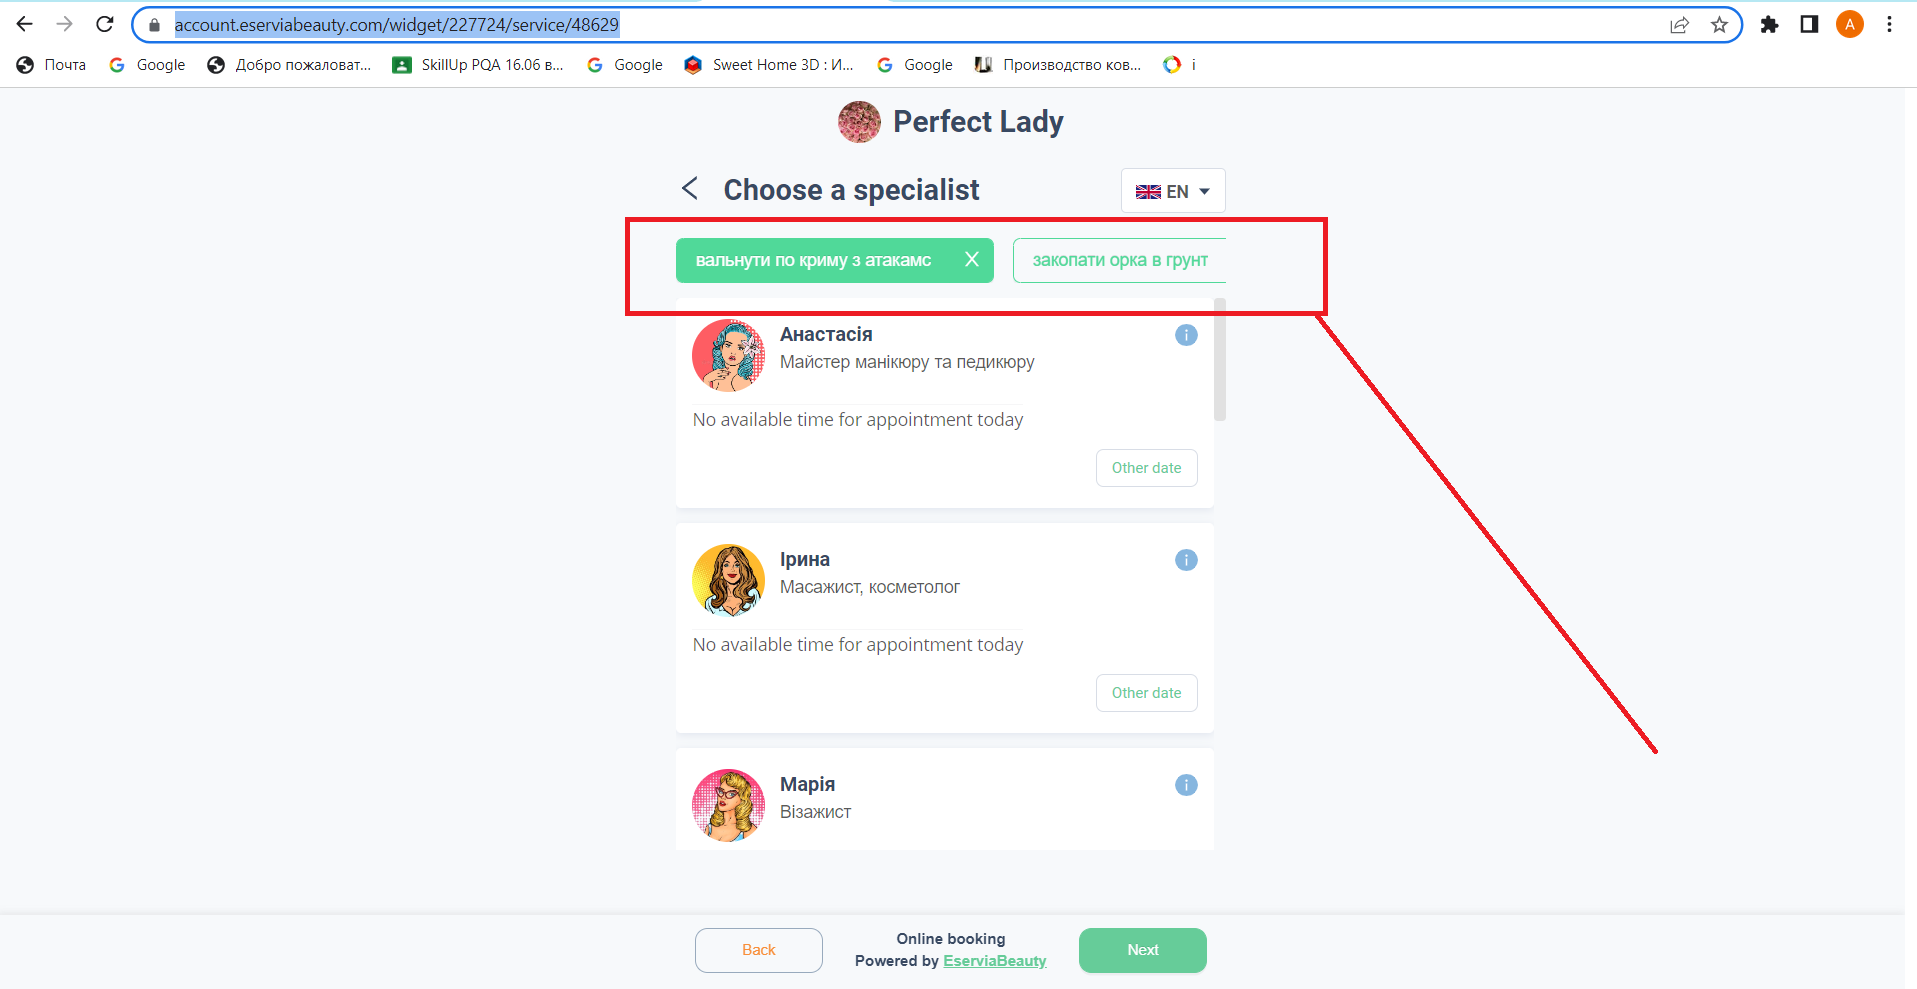 account.eserviabeauty.com/widget/227724/service/48629
A
Почта
Google
Добро пожаловат...
SkillUp PQA 16.06 в...
Google
Sweet Home 3D : И...
Google
Производство ков...
i
Perfect Lady
Choose a specialist
EN
вальнути по криму з атакамс
закопати орка в грунт
Анастасія
Майстер манікюру та педикюру
No available time for appointment today
Other date
Ірина
Масажист, косметолог
No available time for appointment today
Other date
Марія
Візажист
Back
Online booking
Powered by EserviaBeauty
Next